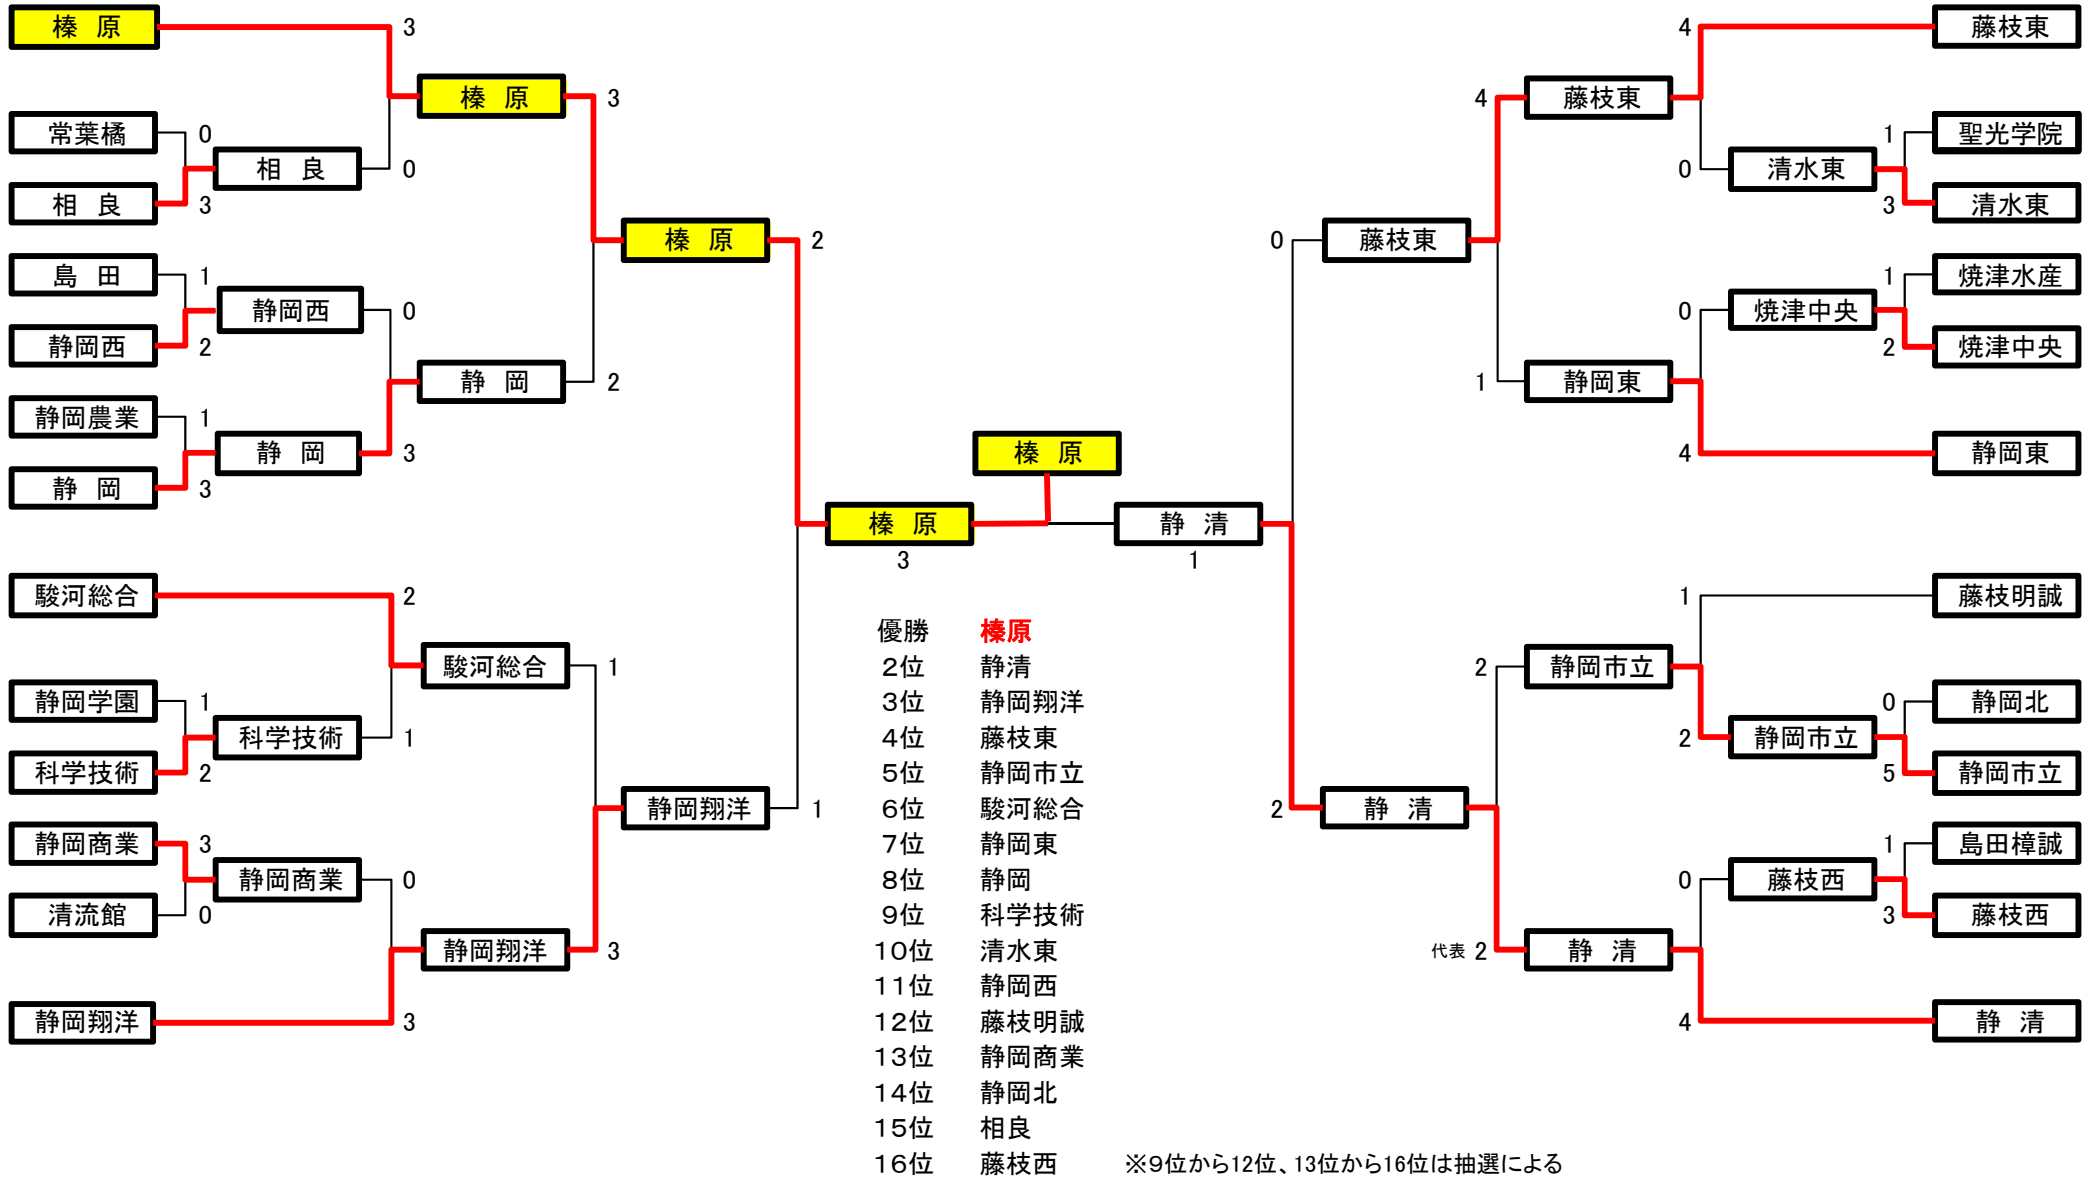 榛 原
3
榛 原
3
常葉橘
0
相 良
0
相 良
3
榛 原
2
島 田
1
静岡西
0
静岡西
2
静 岡
2
静岡農業
1
静 岡
3
静 岡
3
榛 原
榛 原
3
静 清
1
駿河総合
2
駿河総合
1
静岡学園
1
科学技術
1
科学技術
2
静岡翔洋
1
静岡商業
3
静岡商業
0
清流館
0
静岡翔洋
3
静岡翔洋
3
4
藤枝東
4
藤枝東
1
聖光学院
0
清水東
3
清水東
0
藤枝東
1
焼津水産
0
焼津中央
2
焼津中央
1
静岡東
4
静岡東
1
藤枝明誠
2
静岡市立
0
静岡北
2
静岡市立
5
静岡市立
2
静 清
1
島田樟誠
0
藤枝西
3
藤枝西
代表 2
静 清
4
静 清
優勝 榛原
2位 静清
3位 静岡翔洋
4位 藤枝東
5位 静岡市立
6位 駿河総合
7位 静岡東
8位 静岡
9位 科学技術
10位 清水東
11位 静岡西
12位 藤枝明誠
13位 静岡商業
14位 静岡北
15位 相良
16位 藤枝西 ※9位から12位、13位から16位は抽選による